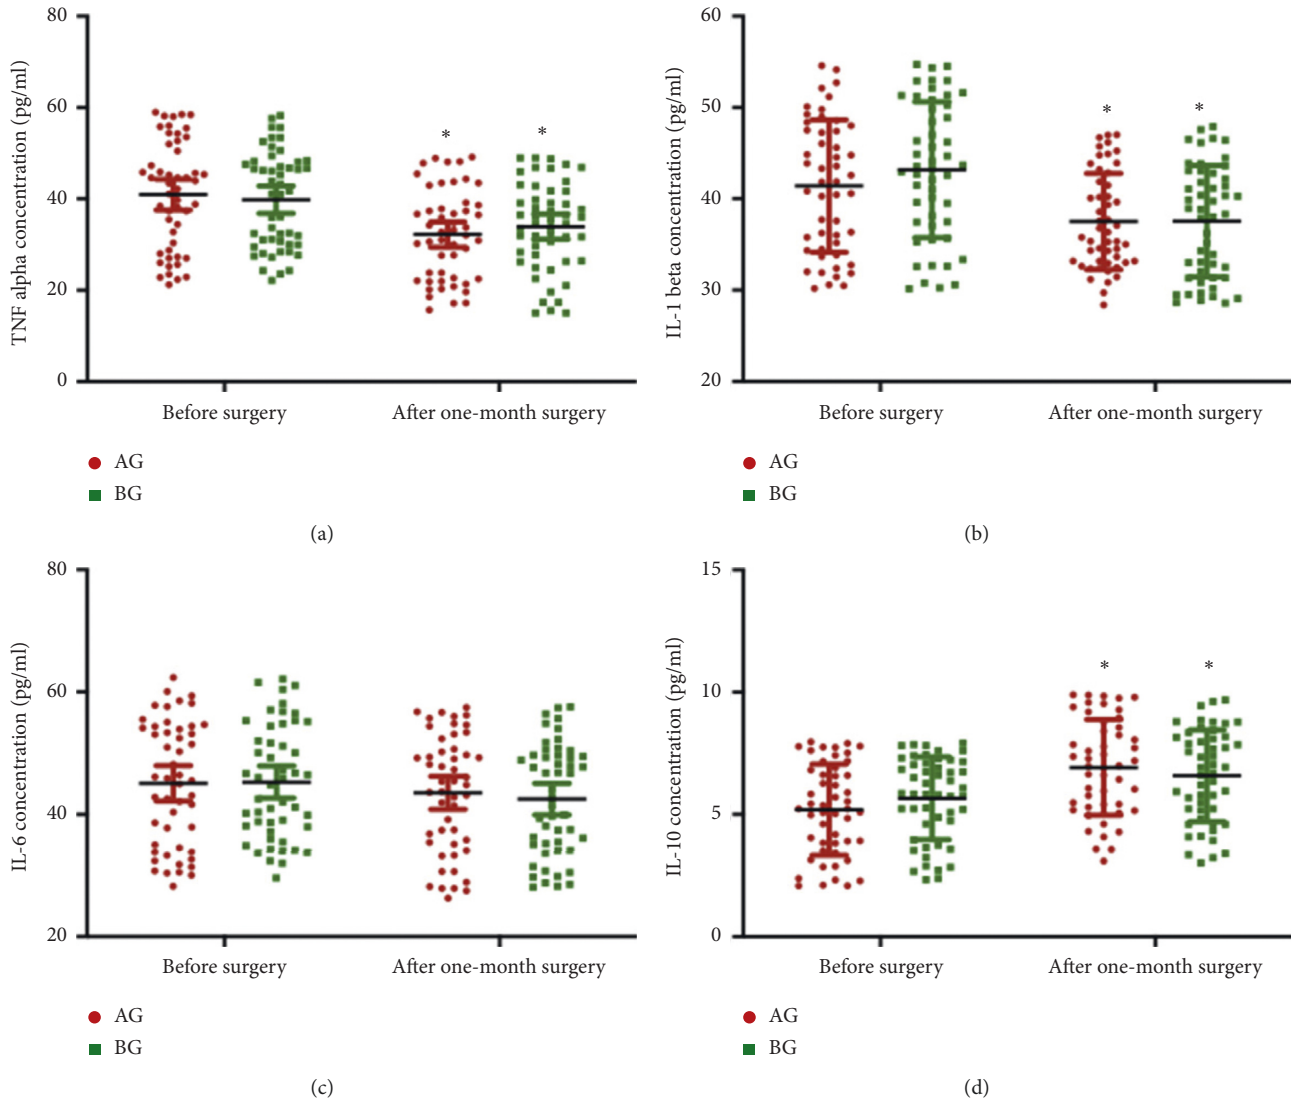 80
60
40
20
0
TNF alpha concentration (pg/ml)
* *
Before surgery After one-month surgery
AG
BG
(a)
60
50
40
30
20
IL-1 beta concentration (pg/ml)
* *
Before surgery After one-month surgery
AG
BG
(b)
80
60
40
20
IL-6 concentration (pg/ml)
Before surgery After one-month surgery
AG
BG
(c)
15
10
5
0
IL-10 concentration (pg/ml)
* *
Before surgery After one-month surgery
AG
BG
(d)